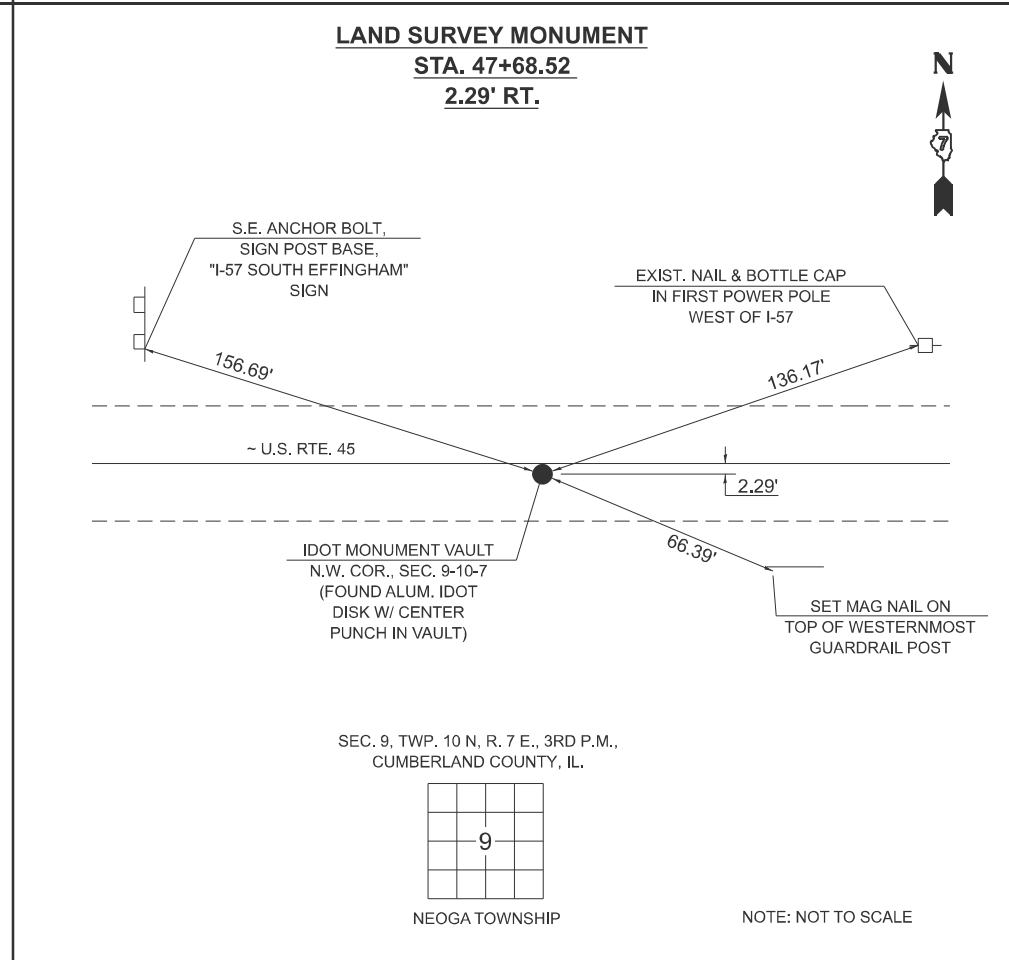 LAND SURVEY MONUMENT
STA. 47+68.52
2.29' RT.
N
7
S.E. ANCHOR BOLT,
SIGN POST BASE,
"I-57 SOUTH EFFINGHAM"
SIGN
EXIST. NAIL & BOTTLE CAP
IN FIRST POWER POLE
WEST OF I-57
156.69'
136.17'
~ U.S. RTE. 45
2.29'
IDOT MONUMENT VAULT
N.W. COR., SEC. 9-10-7
(FOUND ALUM. IDOT
DISK W/ CENTER
PUNCH IN VAULT)
66.39'
SET MAG NAIL ON
TOP OF WESTERNMOST
GUARDRAIL POST
SEC. 9, TWP. 10 N, R. 7 E., 3RD P.M.,
CUMBERLAND COUNTY, IL.
9
NEOGA TOWNSHIP
NOTE: NOT TO SCALE